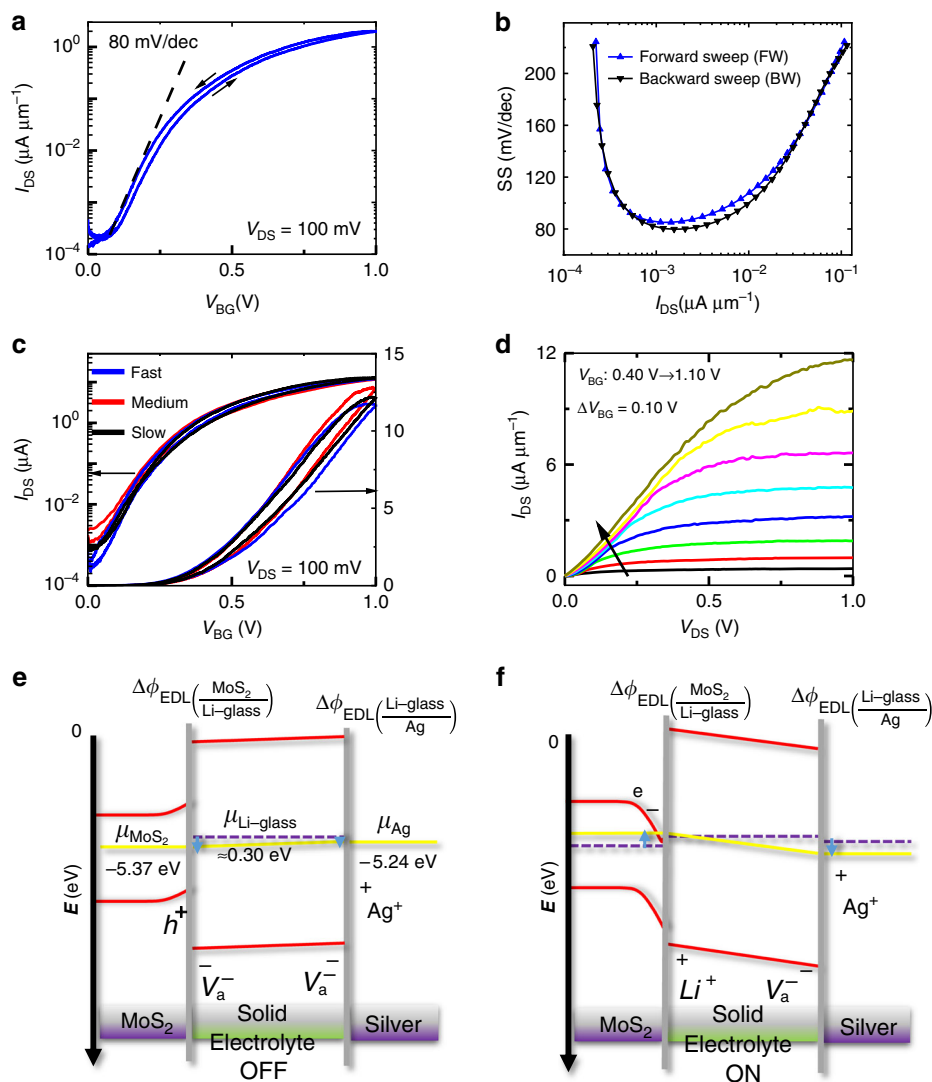 a
80 mV/dec
10⁰
10⁻²
10⁻⁴
I_DS (μA μm⁻¹)
V_DS = 100 mV
0.0
0.5
1.0
V_BG(V)
b
Forward sweep (FW)
Backward sweep (BW)
200
160
120
80
SS (mV/dec)
10⁻⁴
10⁻³
10⁻²
10⁻¹
I_DS(μA μm⁻¹)
c
Fast
Medium
Slow
10⁰
10⁻²
10⁻⁴
I_DS (μA)
15
10
5
0
V_DS = 100 mV
0.0
0.5
1.0
V_BG (V)
d
V_BG: 0.40 V→1.10 V
ΔV_BG = 0.10 V
12
6
0
I_DS (μA μm⁻¹)
0.0
0.5
1.0
V_DS (V)
e
Δϕ_EDL(MoS₂/Li–glass)
Δϕ_EDL(Li–glass/Ag)
0
μ_MoS₂
μ_Li–glass
μ_Ag
−5.37 eV
≈0.30 eV
−5.24 eV
E (eV)
h⁺
+
Ag⁺
−
V_a⁻
V_a⁻
−
MoS₂
Solid
Electrolyte
Silver
OFF
f
Δϕ_EDL(MoS₂/Li–glass)
Δϕ_EDL(Li–glass/Ag)
0
e
−
E (eV)
+
Ag⁺
+
Li⁺
V_a⁻
−
MoS₂
Solid
Electrolyte
Silver
ON